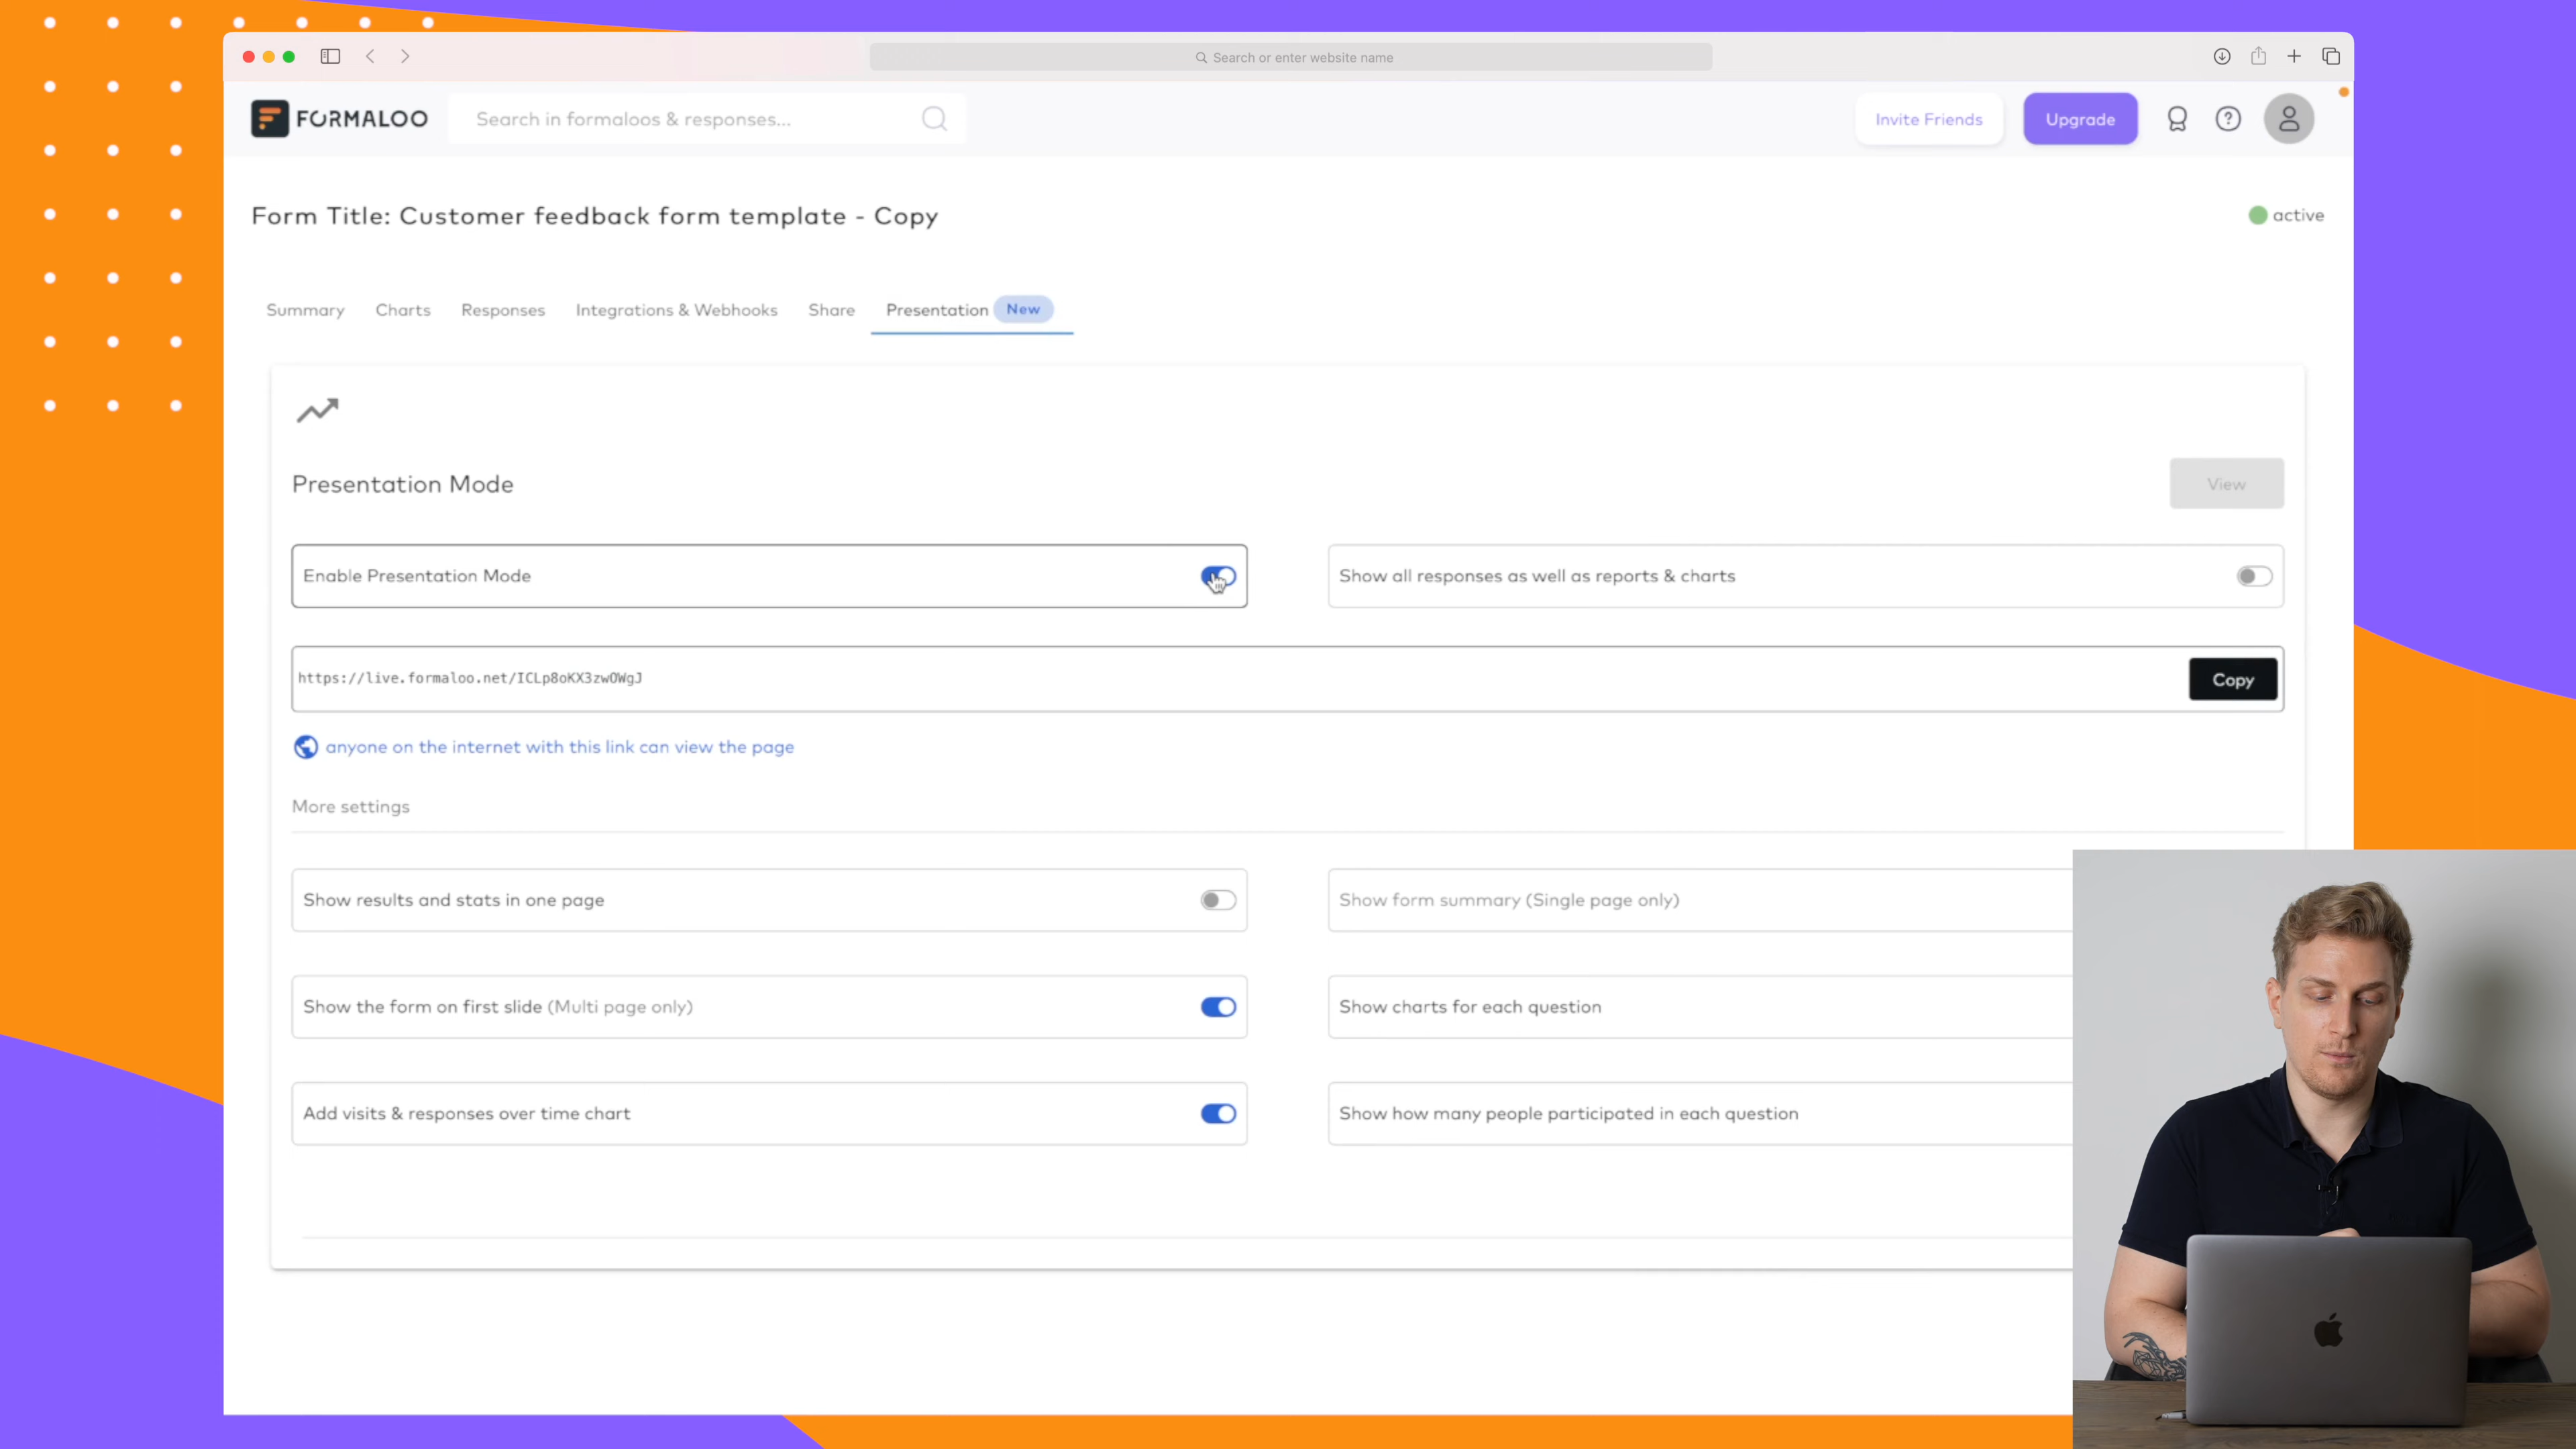 Search or enter website name
FORMALOO
Search in formaloos & responses...
Invite Friends
Upgrade
Form Title: Customer feedback form template - Copy
active
Summary Charts Responses Integrations & Webhooks Share Presentation New
Presentation Mode
View
Enable Presentation Mode
Show all responses as well as reports & charts
https://live.formaloo.net/ICLp8oKX3zwOWgJ
Copy
anyone on the internet with this link can view the page
More settings
Show results and stats in one page
Show form summary (Single page only)
Show the form on first slide (Multi page only)
Show charts for each question
Add visits & responses over time chart
Show how many people participated in each question